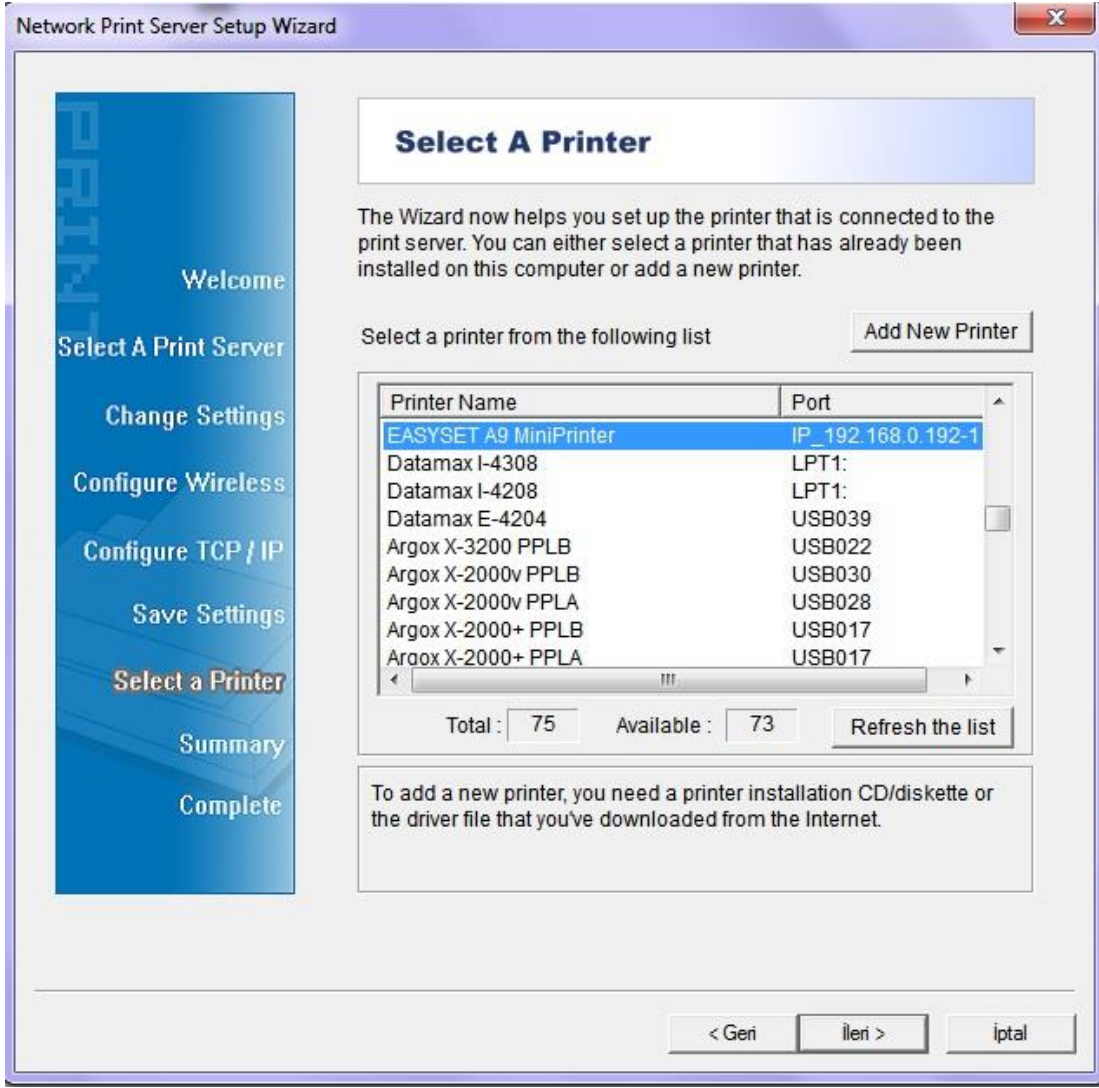 Network Print Server Setup Wizard
PRINT
Welcome
Select A Print Server
Change Settings
Configure Wireless
Configure TCP / IP
Save Settings
Select a Printer
Summary
Complete
Select A Printer
The Wizard now helps you set up the printer that is connected to the
print server. You can either select a printer that has already been
installed on this computer or add a new printer.
Select a printer from the following list
Add New Printer
Printer Name Port
EASYSET A9 MiniPrinter IP_192.168.0.192-1
Datamax I-4308 LPT1:
Datamax I-4208 LPT1:
Datamax E-4204 USB039
Argox X-3200 PPLB USB022
Argox X-2000v PPLB USB030
Argox X-2000v PPLA USB028
Argox X-2000+ PPLB USB017
Argox X-2000+ PPLA USB017
Total : 75 Available : 73 Refresh the list
To add a new printer, you need a printer installation CD/diskette or
the driver file that you've downloaded from the Internet.
< Geri İleri > İptal